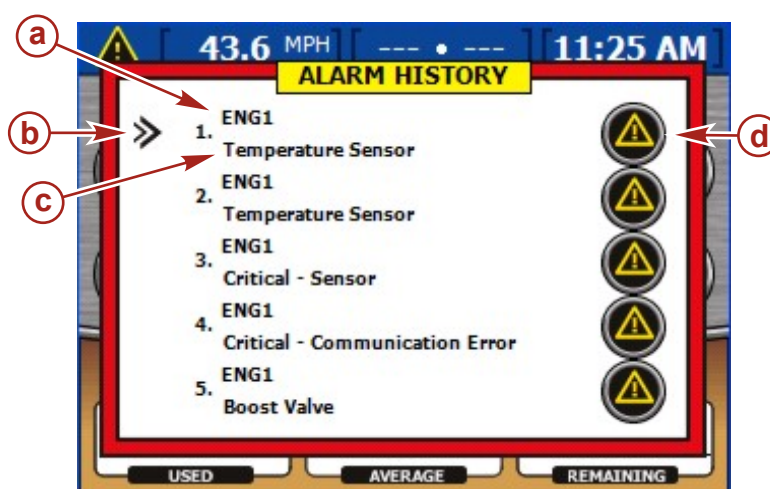 a
43.6 MPH --- • --- 11:25 AM
ALARM HISTORY
b
1. ENG1
Temperature Sensor
d
c
2. ENG1
Temperature Sensor
3. ENG1
Critical - Sensor
4. ENG1
Critical - Communication Error
5. ENG1
Boost Valve
USED AVERAGE REMAINING